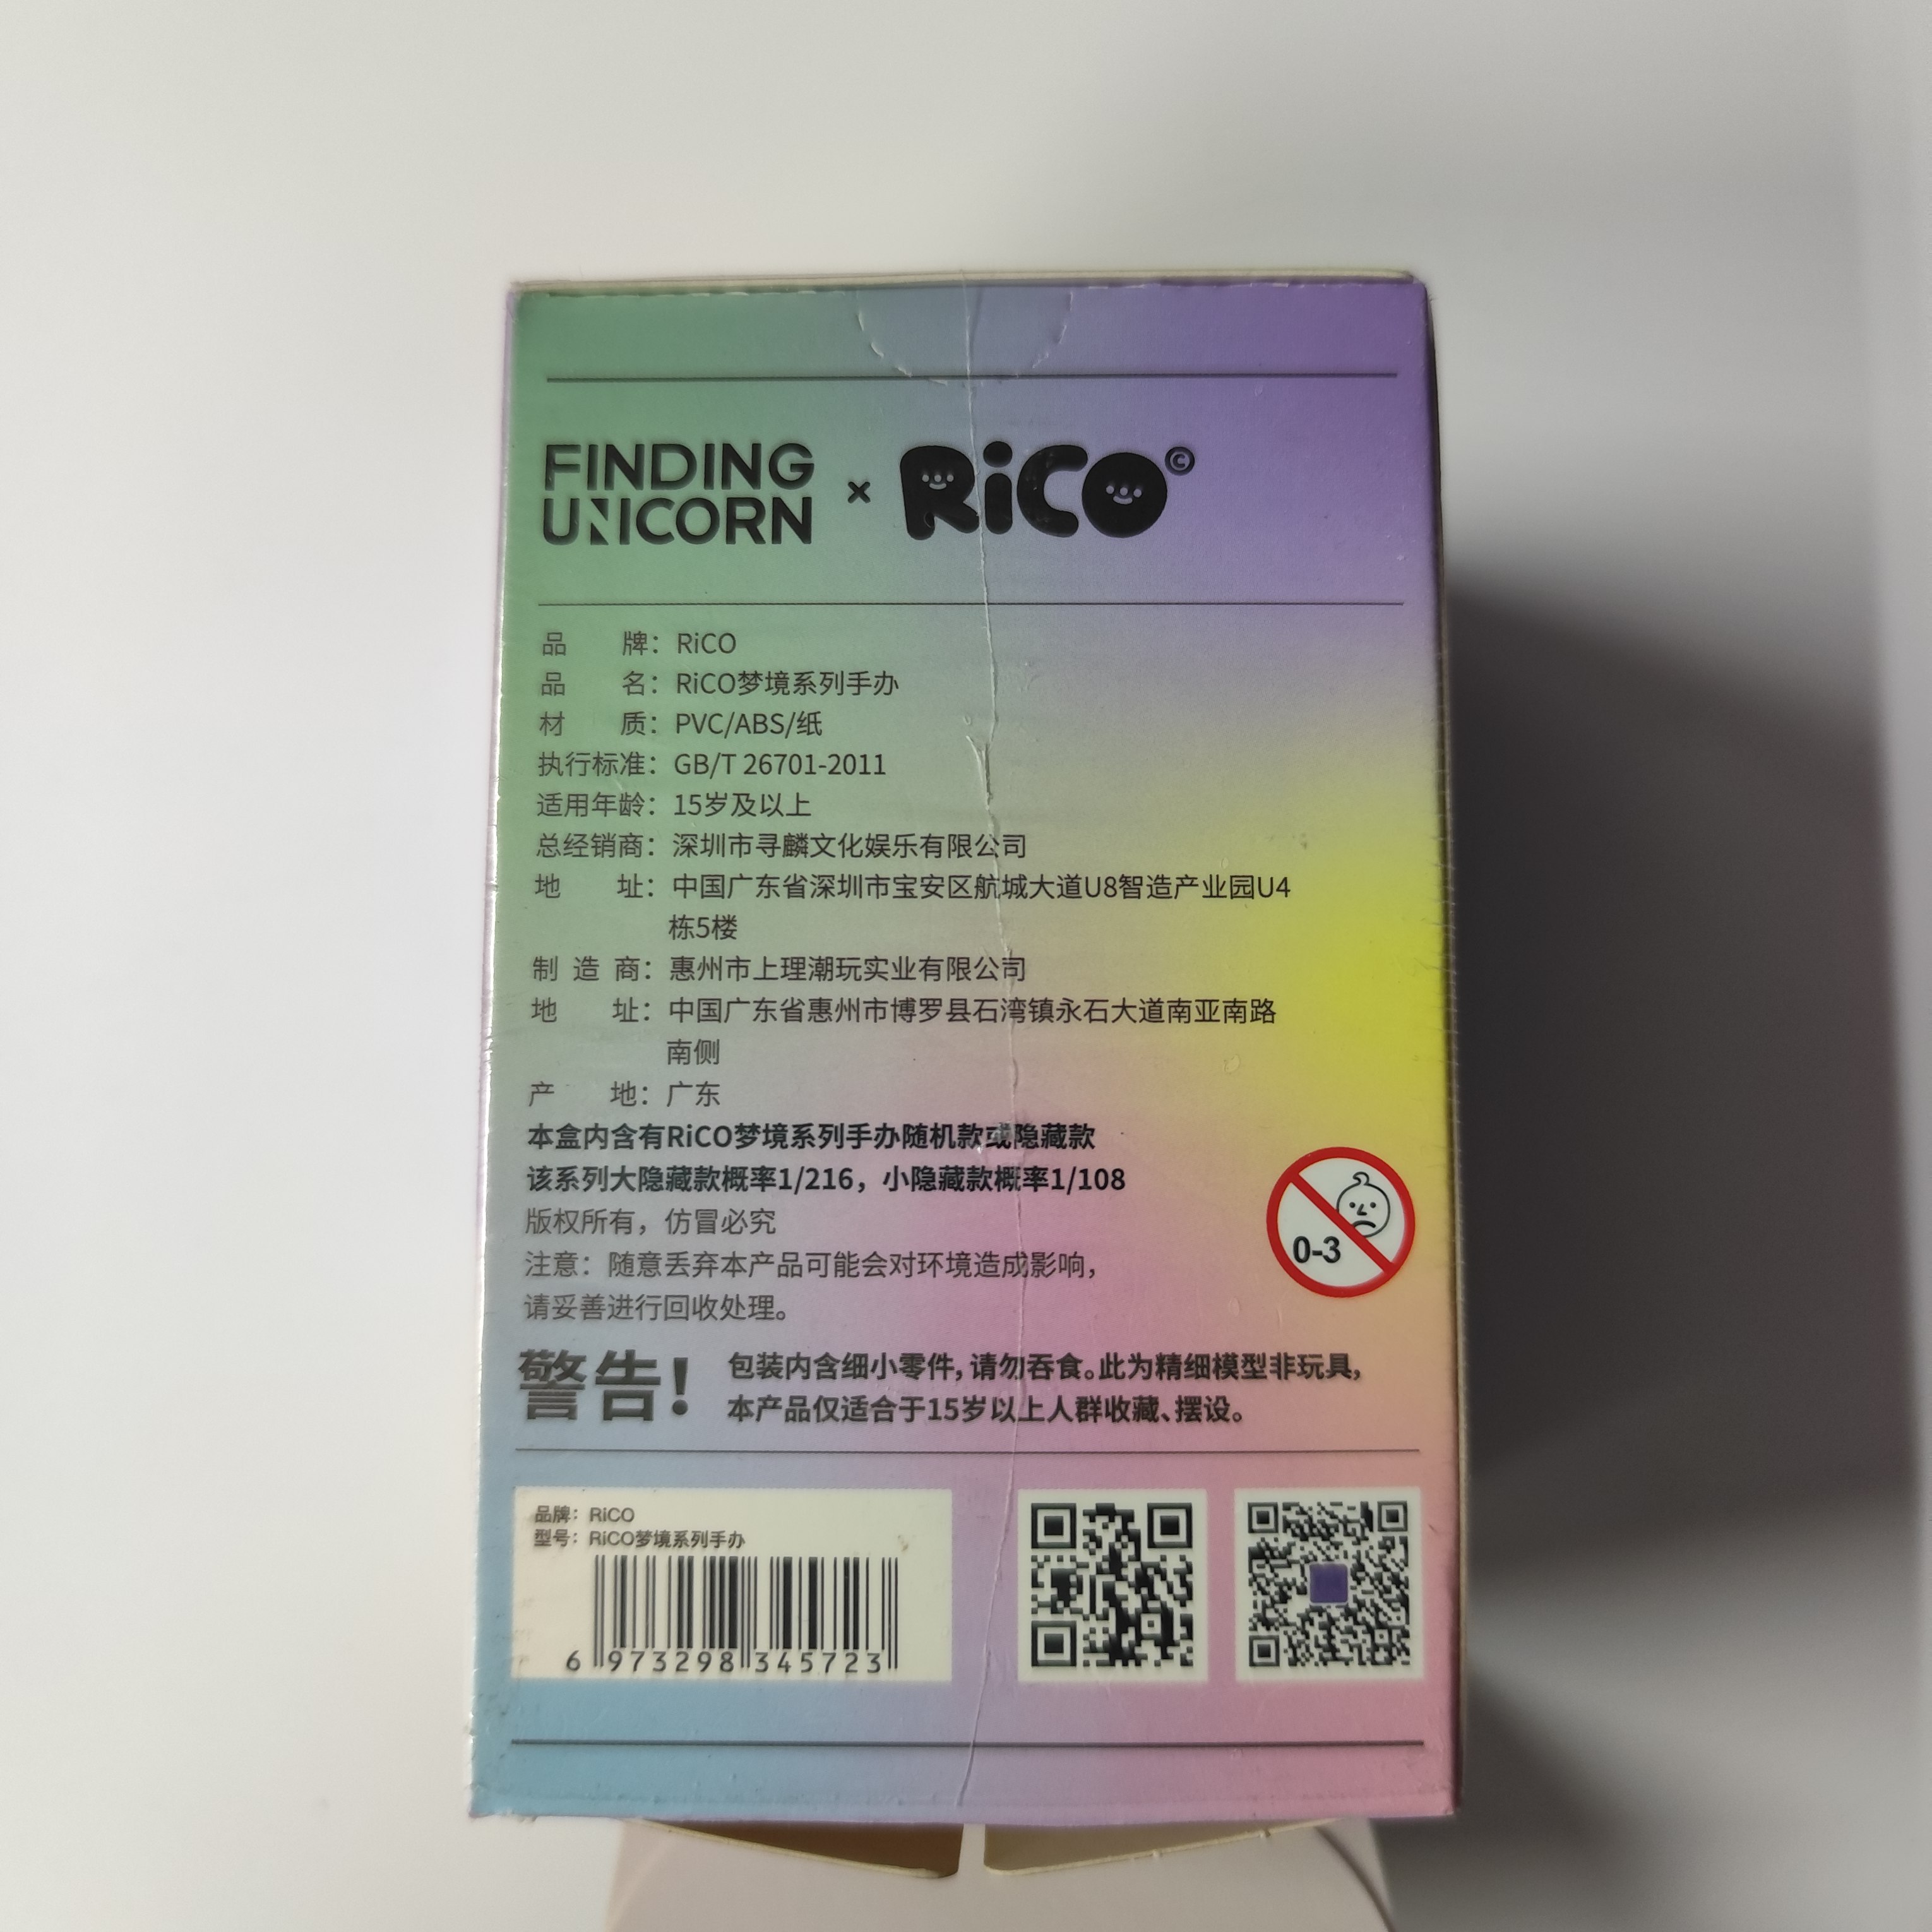 FINDING
UNICORN
×
RiCO©
品牌：RiCO
品名：RiCO梦境系列手办
材质：PVC/ABS/纸
执行标准：GB/T 26701-2011
适用年龄：15岁及以上
总经销商：深圳市寻麟文化娱乐有限公司
地址：中国广东省深圳市宝安区航城大道U8智造产业园U4
栋5楼
制造商：惠州市上理潮玩实业有限公司
地址：中国广东省惠州市博罗县石湾镇永石大道南亚南路
南侧
产地：广东
本盒内含有RiCO梦境系列手办随机款或隐藏款
该系列大隐藏款概率1/216，小隐藏款概率1/108
版权所有，仿冒必究
注意：随意丢弃本产品可能会对环境造成影响，
请妥善进行回收处理。
0-3
警告！
包装内含细小零件，请勿吞食。此为精细模型非玩具，
本产品仅适合于15岁以上人群收藏、摆设。
品牌：RiCO
型号：RiCO梦境系列手办
6 973298 345723